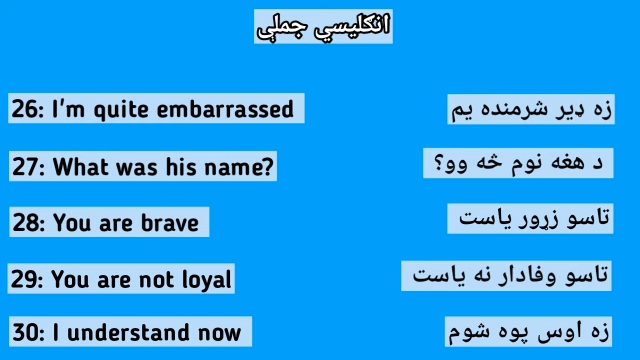 انګلیسي جملې
26: I'm quite embarrassed
زه ډیر شرمنده یم
27: What was his name?
د هغه نوم څه وو؟
28: You are brave
تاسو زړور یاست
29: You are not loyal
تاسو وفادار نه یاست
30: I understand now
زه اوس پوه شوم